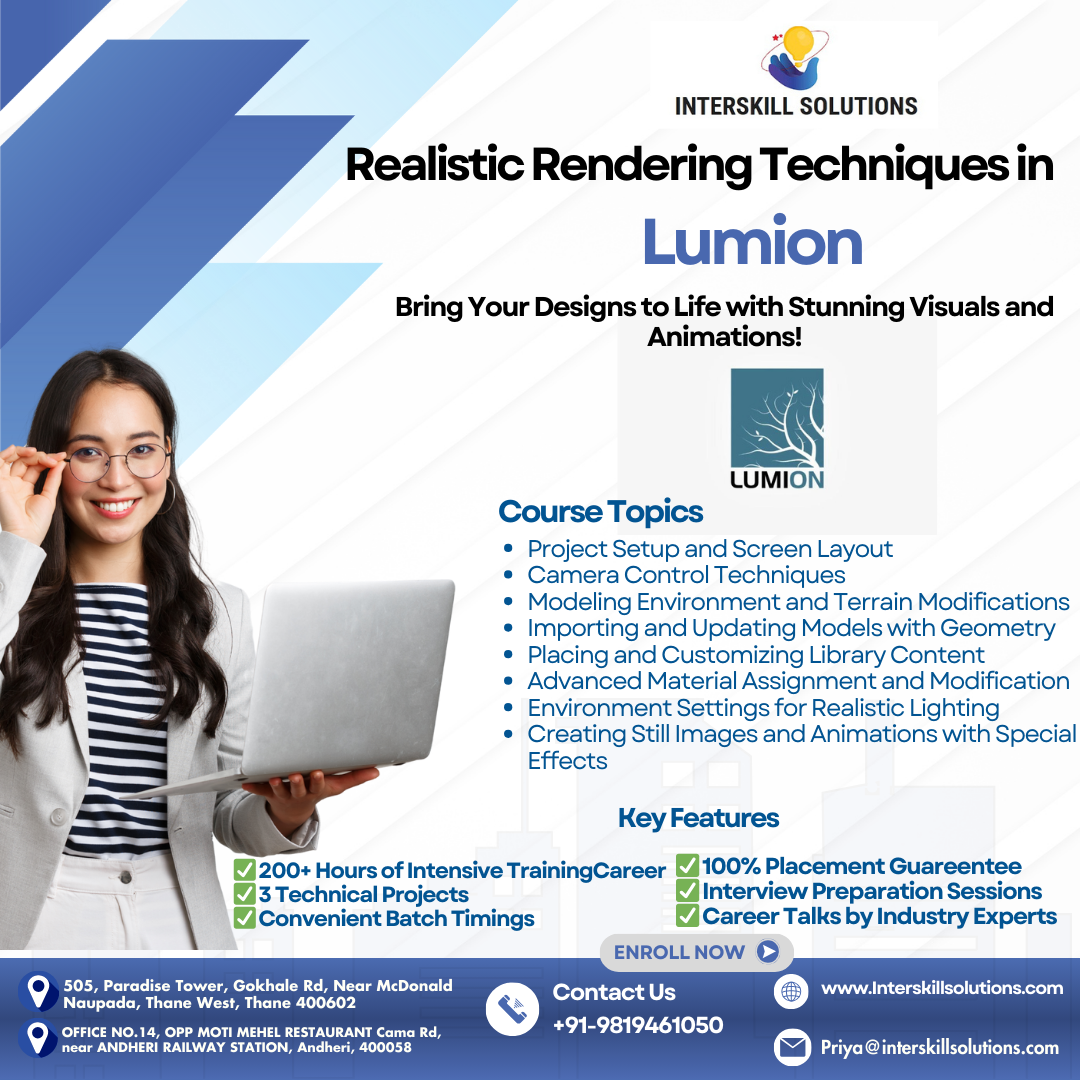 INTERSKILL SOLUTIONS
Realistic Rendering Techniques in
Lumion
Bring Your Designs to Life with Stunning Visuals and
Animations!
LUMION
Course Topics
• Project Setup and Screen Layout
• Camera Control Techniques
• Modeling Environment and Terrain Modifications
• Importing and Updating Models with Geometry
• Placing and Customizing Library Content
• Advanced Material Assignment and Modification
• Environment Settings for Realistic Lighting
• Creating Still Images and Animations with Special
Effects
Key Features
✅200+ Hours of Intensive TrainingCareer
✅3 Technical Projects
✅Convenient Batch Timings
✅100% Placement Guareentee
✅Interview Preparation Sessions
✅Career Talks by Industry Experts
ENROLL NOW
505, Paradise Tower, Gokhale Rd, Near McDonald
Naupada, Thane West, Thane 400602
OFFICE NO.14, OPP MOTI MEHEL RESTAURANT Cama Rd,
near ANDHERI RAILWAY STATION, Andheri, 400058
Contact Us
+91-9819461050
www.Interskillsolutions.com
Priya@interskillsolutions.com